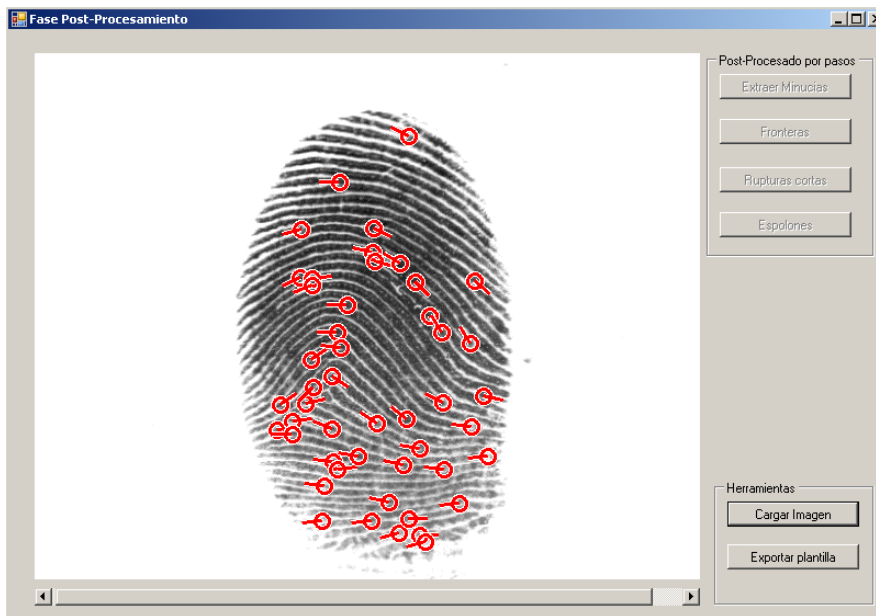 Fase Post-Procesamiento
Post-Procesado por pasos
Extraer Minucias
Fronteras
Rupturas cortas
Espolones
Herramientas
Cargar Imagen
Exportar plantilla